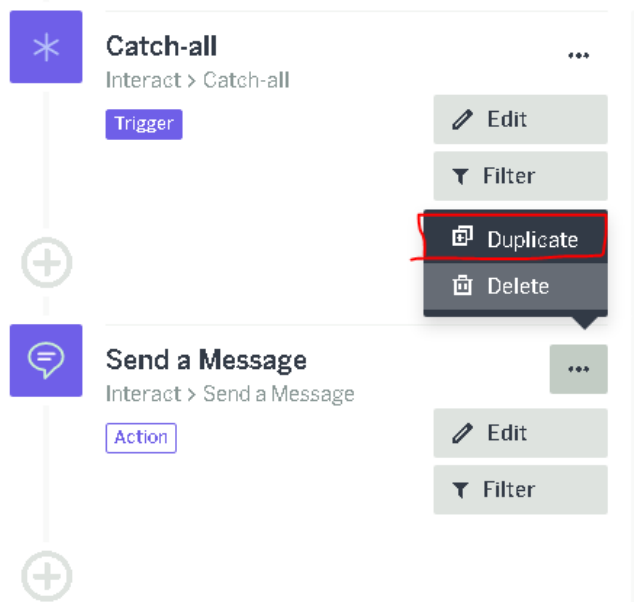 Catch-all
Interact > Catch-all
Trigger
Edit
Filter
Duplicate
Delete
Send a Message
Interact > Send a Message
Action
Edit
Filter